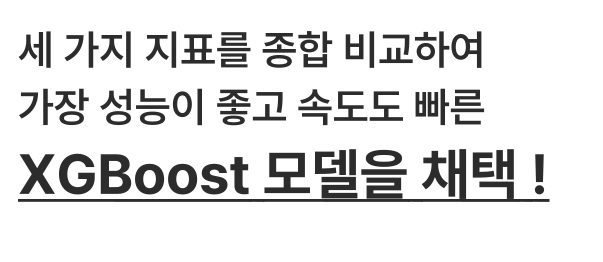 세 가지 지표를 종합 비교하여
가장 성능이 좋고 속도도 빠른
XGBoost 모델을 채택 !